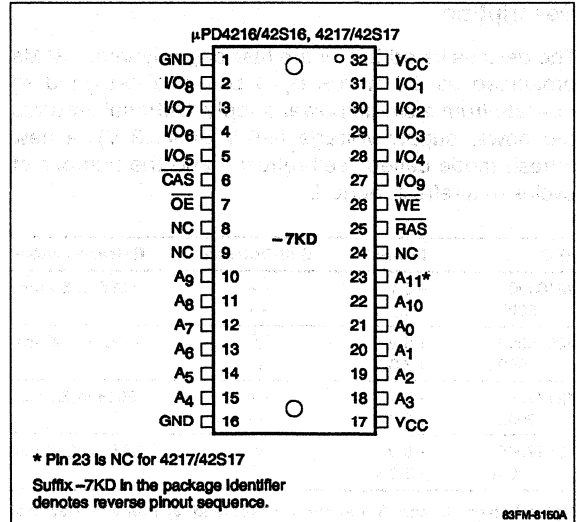 μPD4216/42S16, 4217/42S17
GND 1 32 VCC
I/O8 2 31 I/O1
I/O7 3 30 I/O2
I/O6 4 29 I/O3
I/O5 5 28 I/O4
CAS 6 27 I/O9
OE 7 26 WE
NC 8 25 RAS
-7KD
NC 9 24 NC
A9 10 23 A11*
A8 11 22 A10
A7 12 21 A0
A6 13 20 A1
A5 14 19 A2
A4 15 18 A3
GND 16 17 VCC
* Pin 23 is NC for 4217/42S17
Suffix -7KD in the package identifier
denotes reverse pinout sequence.
83FM-8150A